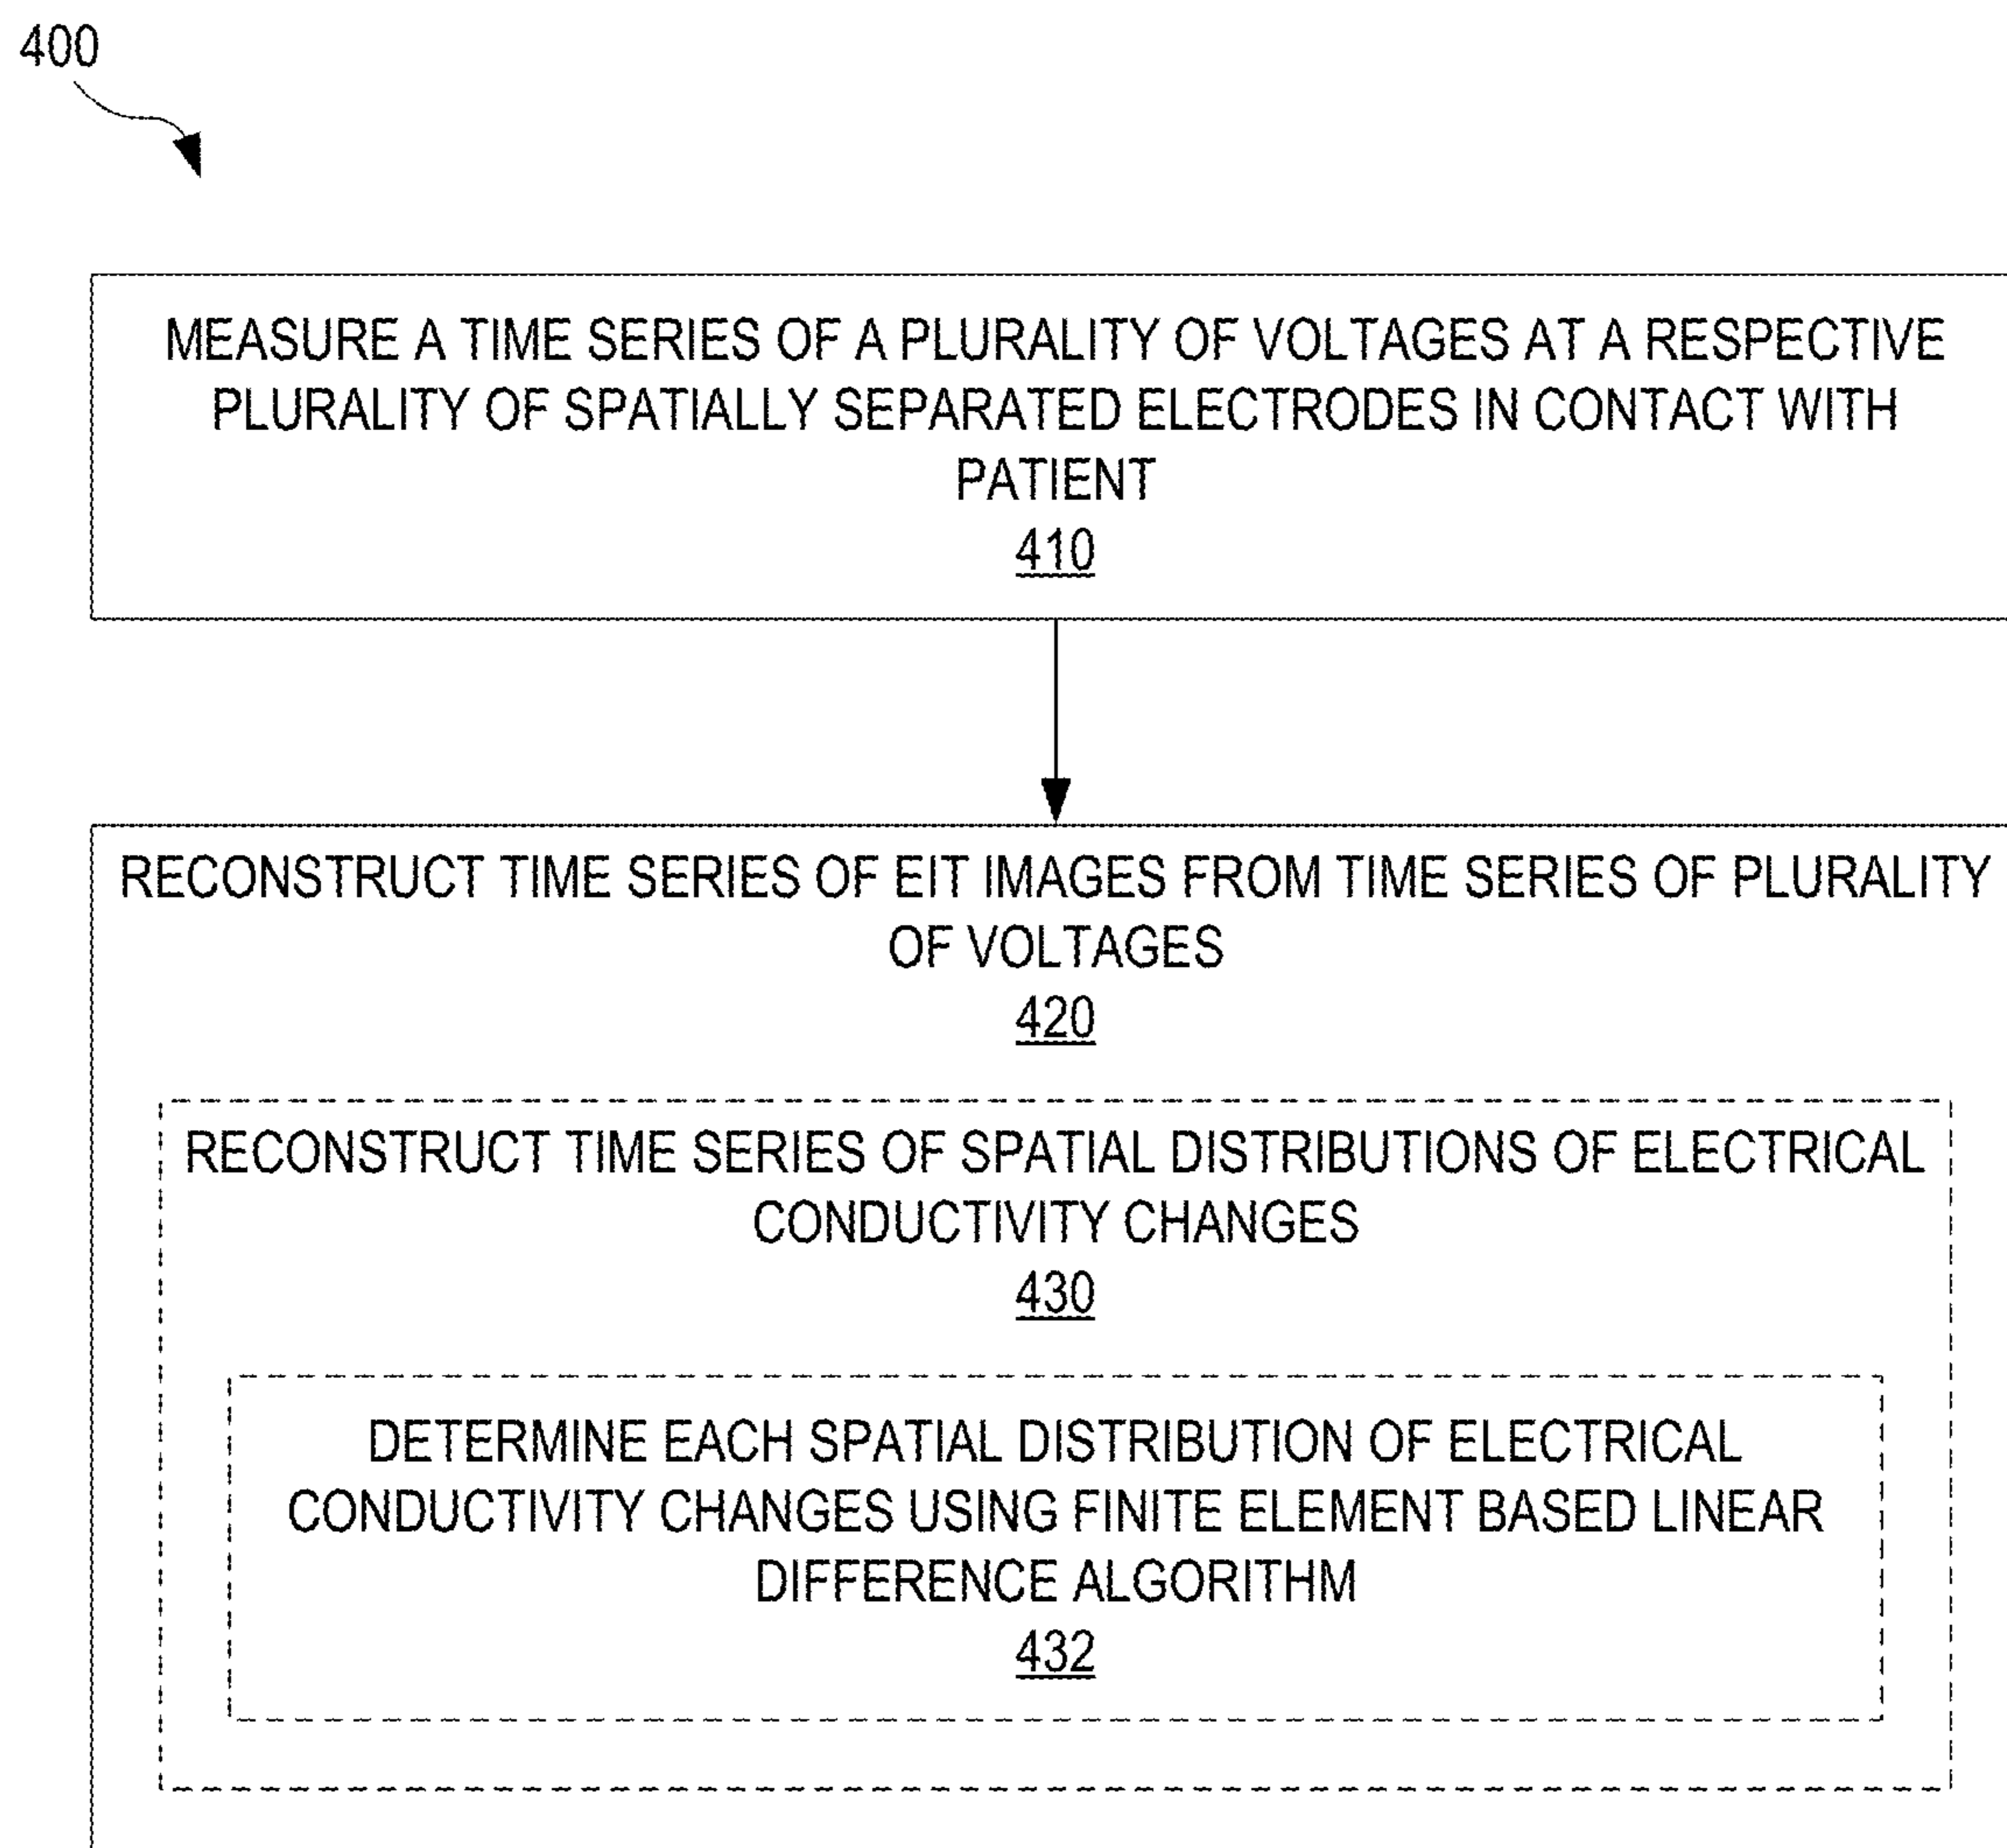 400
MEASURE A TIME SERIES OF A PLURALITY OF VOLTAGES AT A RESPECTIVE
PLURALITY OF SPATIALLY SEPARATED ELECTRODES IN CONTACT WITH
PATIENT
410
RECONSTRUCT TIME SERIES OF EIT IMAGES FROM TIME SERIES OF PLURALITY
OF VOLTAGES
420
RECONSTRUCT TIME SERIES OF SPATIAL DISTRIBUTIONS OF ELECTRICAL
CONDUCTIVITY CHANGES
430
DETERMINE EACH SPATIAL DISTRIBUTION OF ELECTRICAL
CONDUCTIVITY CHANGES USING FINITE ELEMENT BASED LINEAR
DIFFERENCE ALGORITHM
432